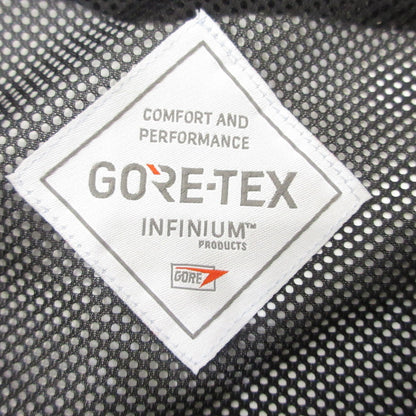 COMFORT AND
PERFORMANCE
GORE-TEX
INFINIUM™
PRODUCTS
GORE